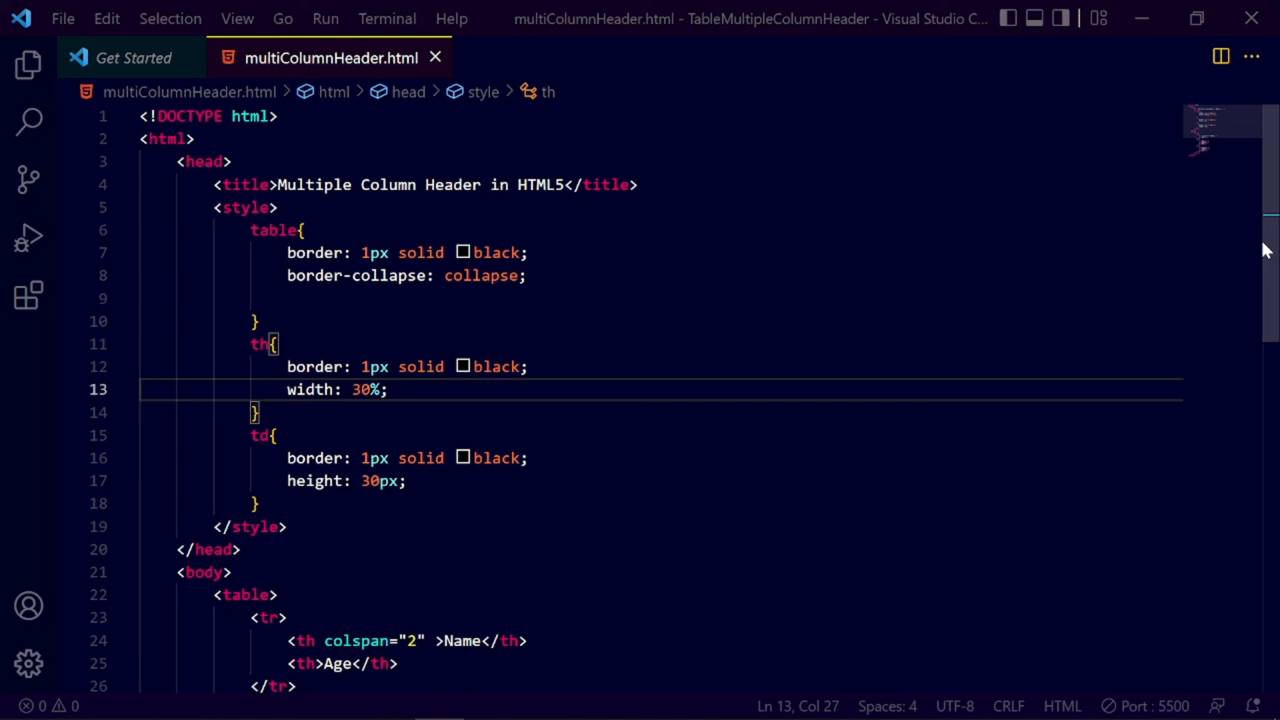 File Edit Selection View Go Run Terminal Help multiColumnHeader.html - TableMultipleColumnHeader - Visual Studio C...
Get Started multiColumnHeader.html
multiColumnHeader.html > html > head > style > th
1 <!DOCTYPE html>
2 <html>
3 <head>
4 <title>Multiple Column Header in HTML5</title>
5 <style>
6 table{
7 border: 1px solid black;
8 border-collapse: collapse;
9
10 }
11 th{
12 border: 1px solid black;
13 width: 30%;
14 }
15 td{
16 border: 1px solid black;
17 height: 30px;
18 }
19 </style>
20 </head>
21 <body>
22 <table>
23 <tr>
24 <th colspan="2" >Name</th>
25 <th>Age</th>
26 </tr>
0 0 Ln 13, Col 27 Spaces: 4 UTF-8 CRLF HTML Port : 5500